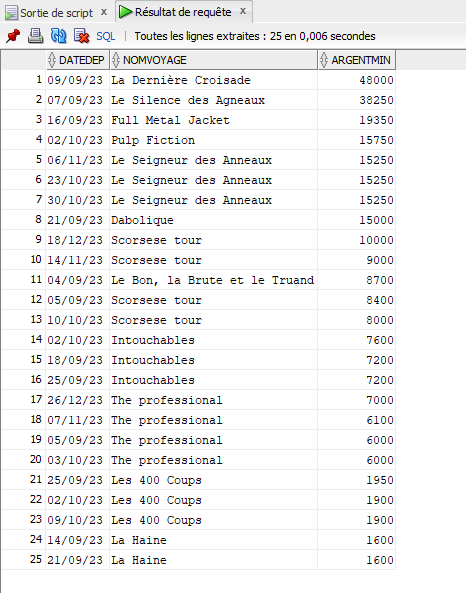 Sortie de script x Résultat de requête x
SQL | Toutes les lignes extraites : 25 en 0,006 secondes
DATEDEP NOMVOYAGE ARGENTMIN
1 09/09/23 La Dernière Croisade 48000
2 07/09/23 Le Silence des Agneaux 38250
3 16/09/23 Full Metal Jacket 19350
4 02/10/23 Pulp Fiction 15750
5 06/11/23 Le Seigneur des Anneaux 15250
6 23/10/23 Le Seigneur des Anneaux 15250
7 30/10/23 Le Seigneur des Anneaux 15250
8 21/09/23 Dabolique 15000
9 18/12/23 Scorsese tour 10000
10 14/11/23 Scorsese tour 9000
11 04/09/23 Le Bon, la Brute et le Truand 8700
12 05/09/23 Scorsese tour 8400
13 10/10/23 Scorsese tour 8000
14 02/10/23 Intouchables 7600
15 18/09/23 Intouchables 7200
16 25/09/23 Intouchables 7200
17 26/12/23 The professional 7000
18 07/11/23 The professional 6100
19 05/09/23 The professional 6000
20 03/10/23 The professional 6000
21 25/09/23 Les 400 Coups 1950
22 02/10/23 Les 400 Coups 1900
23 09/10/23 Les 400 Coups 1900
24 14/09/23 La Haine 1600
25 21/09/23 La Haine 1600